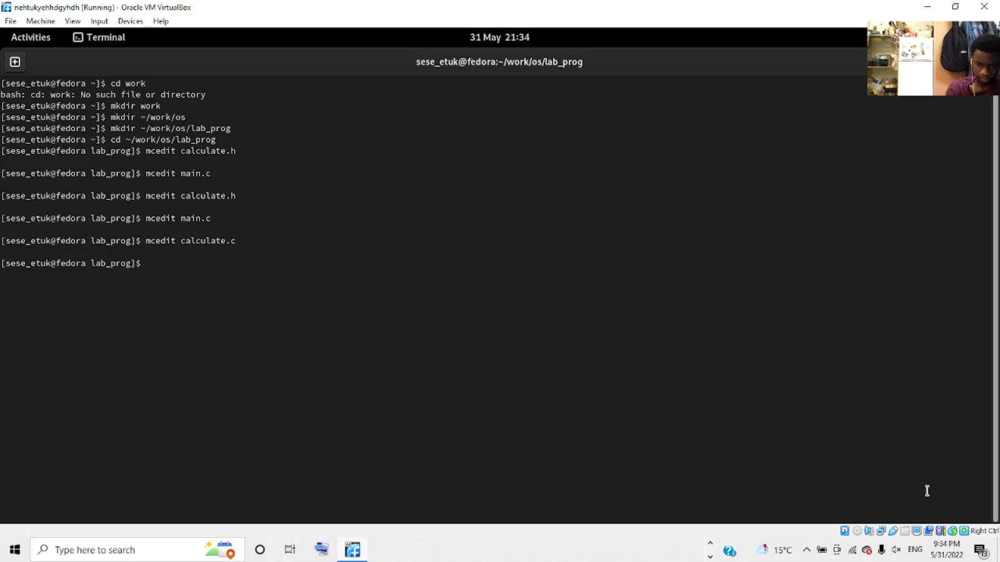 nehtukyehhdgyhdh [Running] - Oracle VM VirtualBox
File Machine View Input Devices Help
Activities Terminal 31 May 21:34
sese_etuk@fedora:~/work/os/lab_prog
[sese_etuk@fedora ~]$ cd work
bash: cd: work: No such file or directory
[sese_etuk@fedora ~]$ mkdir work
[sese_etuk@fedora ~]$ mkdir ~/work/os
[sese_etuk@fedora ~]$ mkdir ~/work/os/lab_prog
[sese_etuk@fedora ~]$ cd ~/work/os/lab_prog
[sese_etuk@fedora lab_prog]$ mcedit calculate.h
[sese_etuk@fedora lab_prog]$ mcedit main.c
[sese_etuk@fedora lab_prog]$ mcedit calculate.h
[sese_etuk@fedora lab_prog]$ mcedit main.c
[sese_etuk@fedora lab_prog]$ mcedit calculate.c
[sese_etuk@fedora lab_prog]$
Right Ctrl
Type here to search
15°C
ENG
9:34 PM
5/31/2022
13